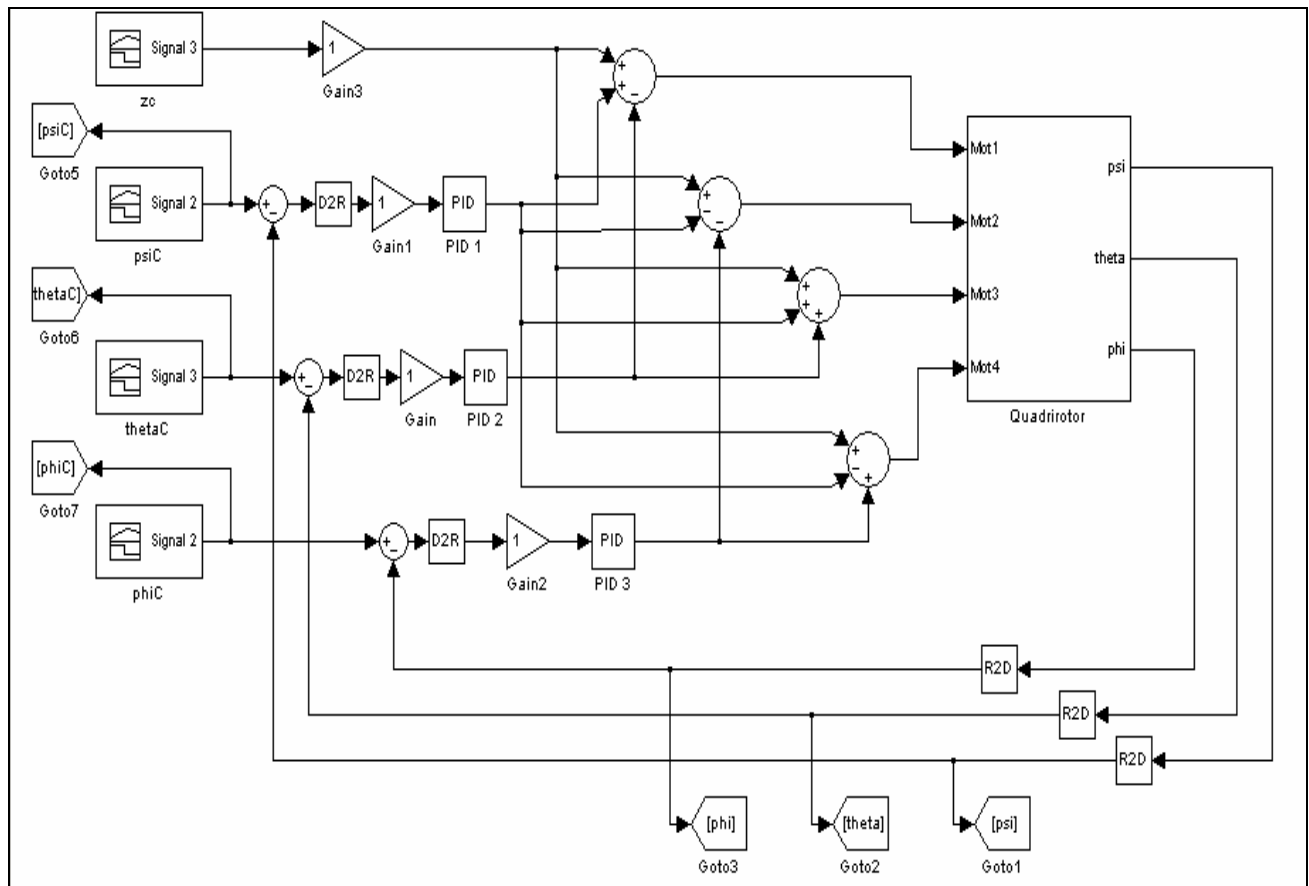 Signal 3
zc
1
Gain3
+
+
−
[psiC]
Goto5
Signal 2
psiC
+
−
D2R
1
Gain1
PID
PID 1
+
−
−
Mot1
Mot2
Mot3
Mot4
psi
theta
phi
Quadrirotor
thetaC]
Goto6
Signal 3
thetaC
+
−
D2R
1
Gain
PID
PID 2
+
+
+
[phiC]
Goto7
Signal 2
phiC
+
−
D2R
1
Gain2
PID
PID 3
+
−
+
R2D
R2D
R2D
[phi]
Goto3
[theta]
Goto2
[psi]
Goto1